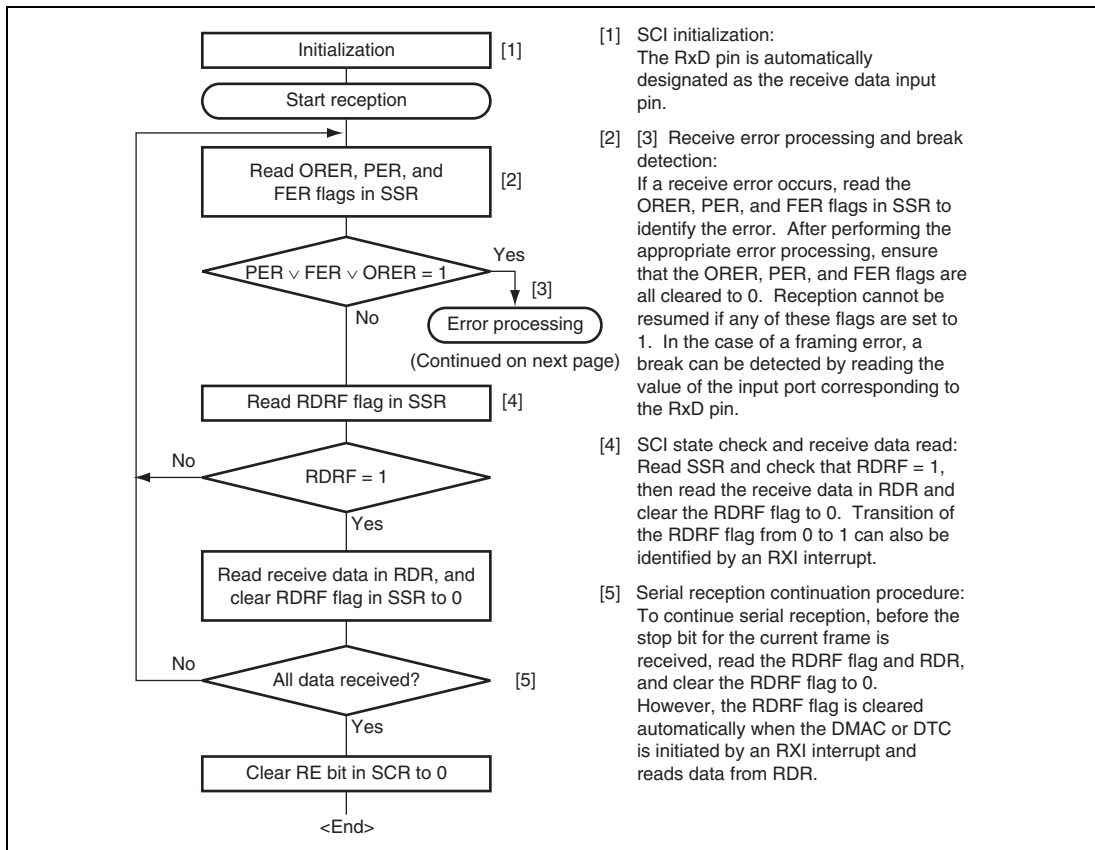 Initialization
[1]
Start reception
Read ORER, PER, and
FER flags in SSR
[2]
PER ∨ FER ∨ ORER = 1
Yes
[3]
No
Error processing
(Continued on next page)
Read RDRF flag in SSR
[4]
No
RDRF = 1
Yes
Read receive data in RDR, and
clear RDRF flag in SSR to 0
No
All data received?
[5]
Yes
Clear RE bit in SCR to 0
<End>
[1] SCI initialization:
The RxD pin is automatically
designated as the receive data input
pin.
[2] [3] Receive error processing and break
detection:
If a receive error occurs, read the
ORER, PER, and FER flags in SSR to
identify the error. After performing the
appropriate error processing, ensure
that the ORER, PER, and FER flags are
all cleared to 0. Reception cannot be
resumed if any of these flags are set to
1. In the case of a framing error, a
break can be detected by reading the
value of the input port corresponding to
the RxD pin.
[4] SCI state check and receive data read:
Read SSR and check that RDRF = 1,
then read the receive data in RDR and
clear the RDRF flag to 0. Transition of
the RDRF flag from 0 to 1 can also be
identified by an RXI interrupt.
[5] Serial reception continuation procedure:
To continue serial reception, before the
stop bit for the current frame is
received, read the RDRF flag and RDR,
and clear the RDRF flag to 0.
However, the RDRF flag is cleared
automatically when the DMAC or DTC
is initiated by an RXI interrupt and
reads data from RDR.